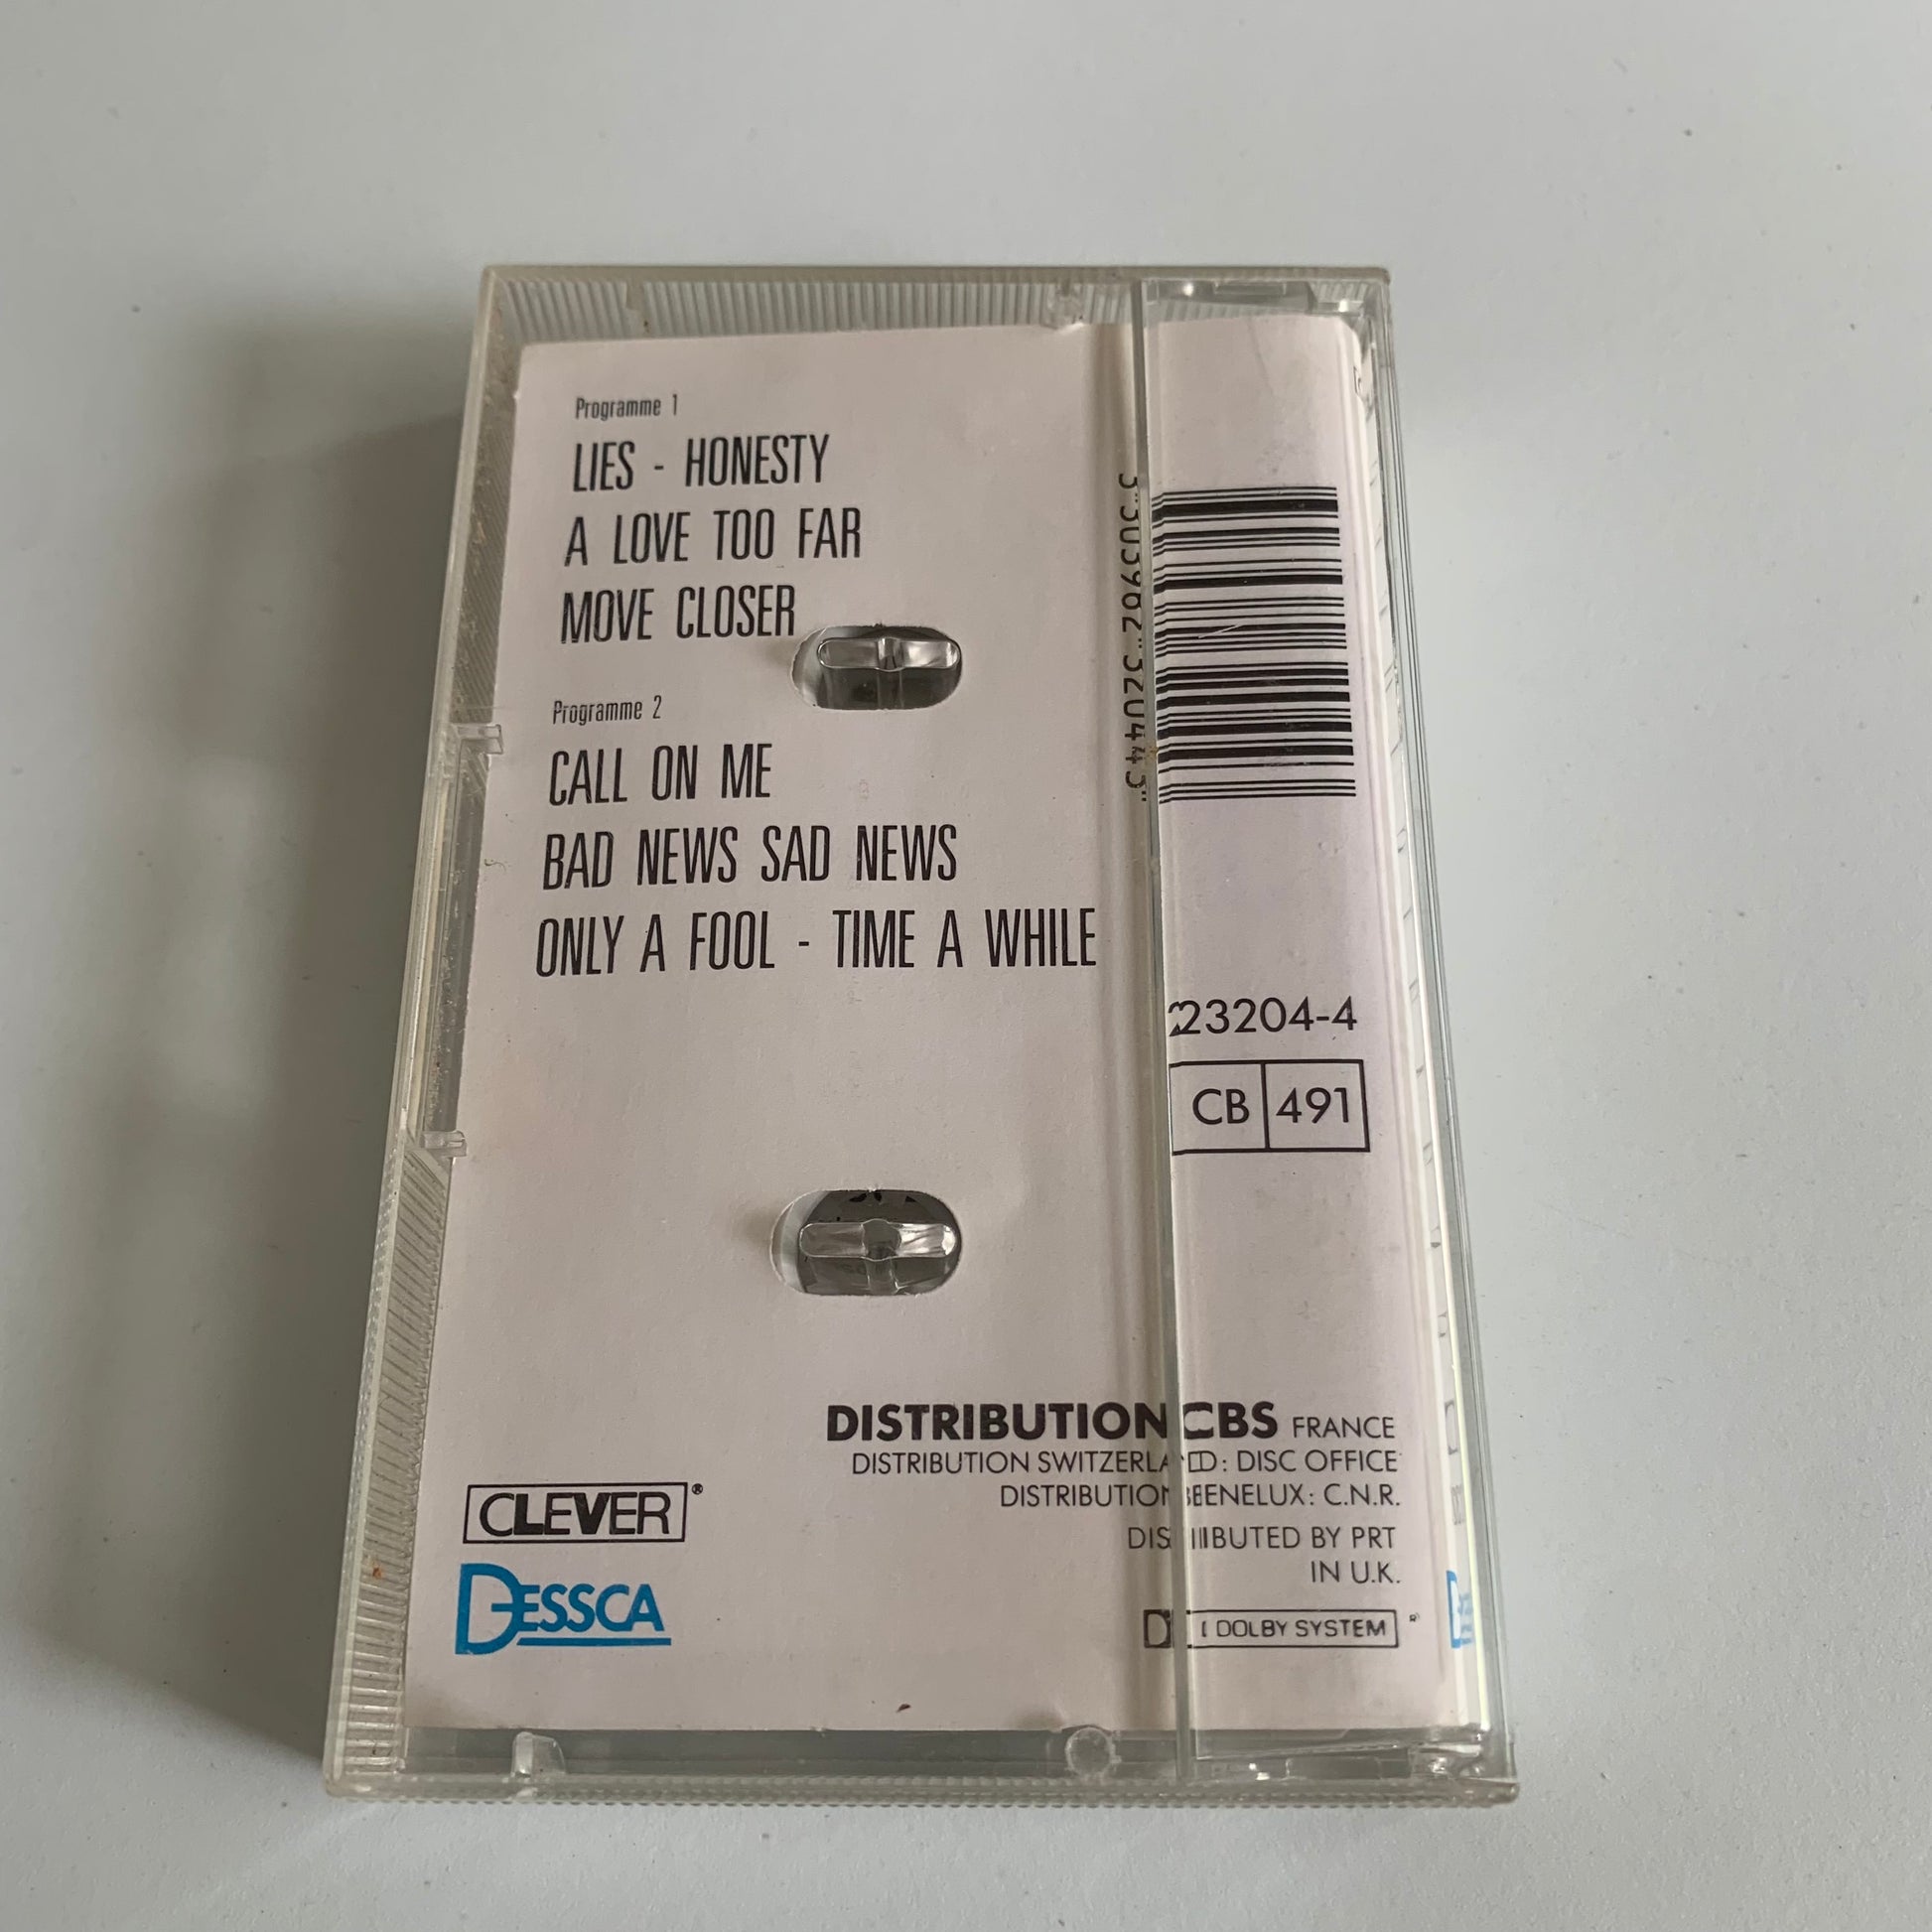 Programme 1
LIES - HONESTY
A LOVE TOO FAR
MOVE CLOSER
Programme 2
CALL ON ME
BAD NEWS SAD NEWS
ONLY A FOOL - TIME A WHILE
23204-4
CB 491
DISTRIBUTION CBS FRANCE
DISTRIBUTION SWITZERLAND: DISC OFFICE
DISTRIBUTION BENELUX: C.N.R.
DISTRIBUTED BY PRT
IN U.K.
DOLBY SYSTEM ®
CLEVER ®
DESSCA